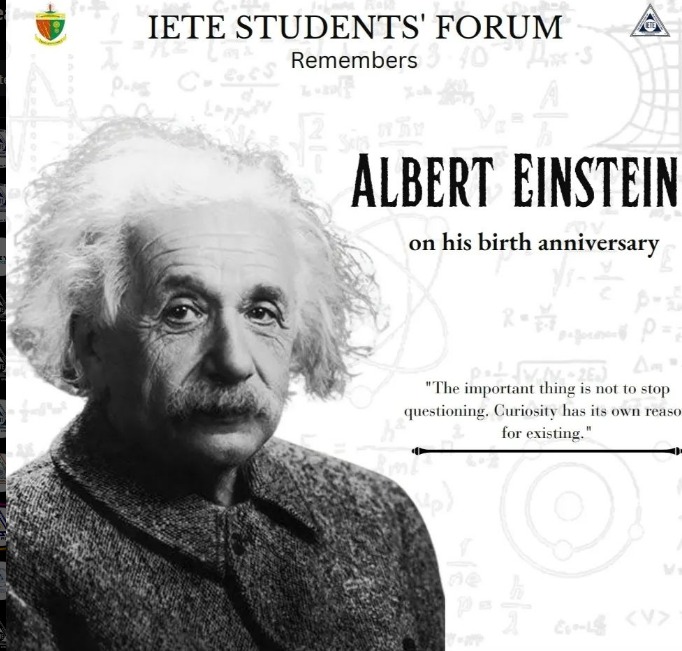 IETE STUDENTS' FORUM
Remembers
ALBERT EINSTEIN
on his birth anniversary
"The important thing is not to stop
questioning. Curiosity has its own reaso
for existing."